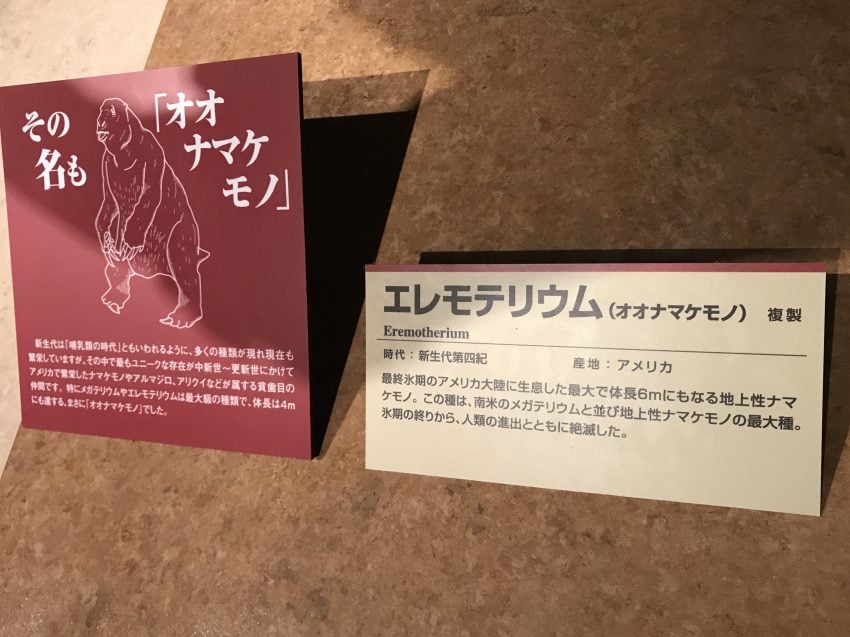 その
名も
「オオ
ナマケ
モノ」
新生代は「哺乳類の時代」ともいわれるように、多くの種類が現れ現在も
繁栄していますが、その中で最もユニークな存在が中新世～更新世にかけて
アメリカで繁栄したナマケモノやアルマジロ、アリクイなどが属する貧歯目の
仲間です。特にメガテリウムやエレモテリウムは最大級の種類で、体長は4m
にも達する、まさに「オオナマケモノ」でした。
エレモテリウム（オオナマケモノ） 複製
Eremotherium
時代：新生代第四紀 産地：アメリカ
最終氷期のアメリカ大陸に生息した最大で体長6mにもなる地上性ナマ
ケモノ。この種は、南米のメガテリウムと並び地上性ナマケモノの最大種。
氷期の終りから、人類の進出とともに絶滅した。